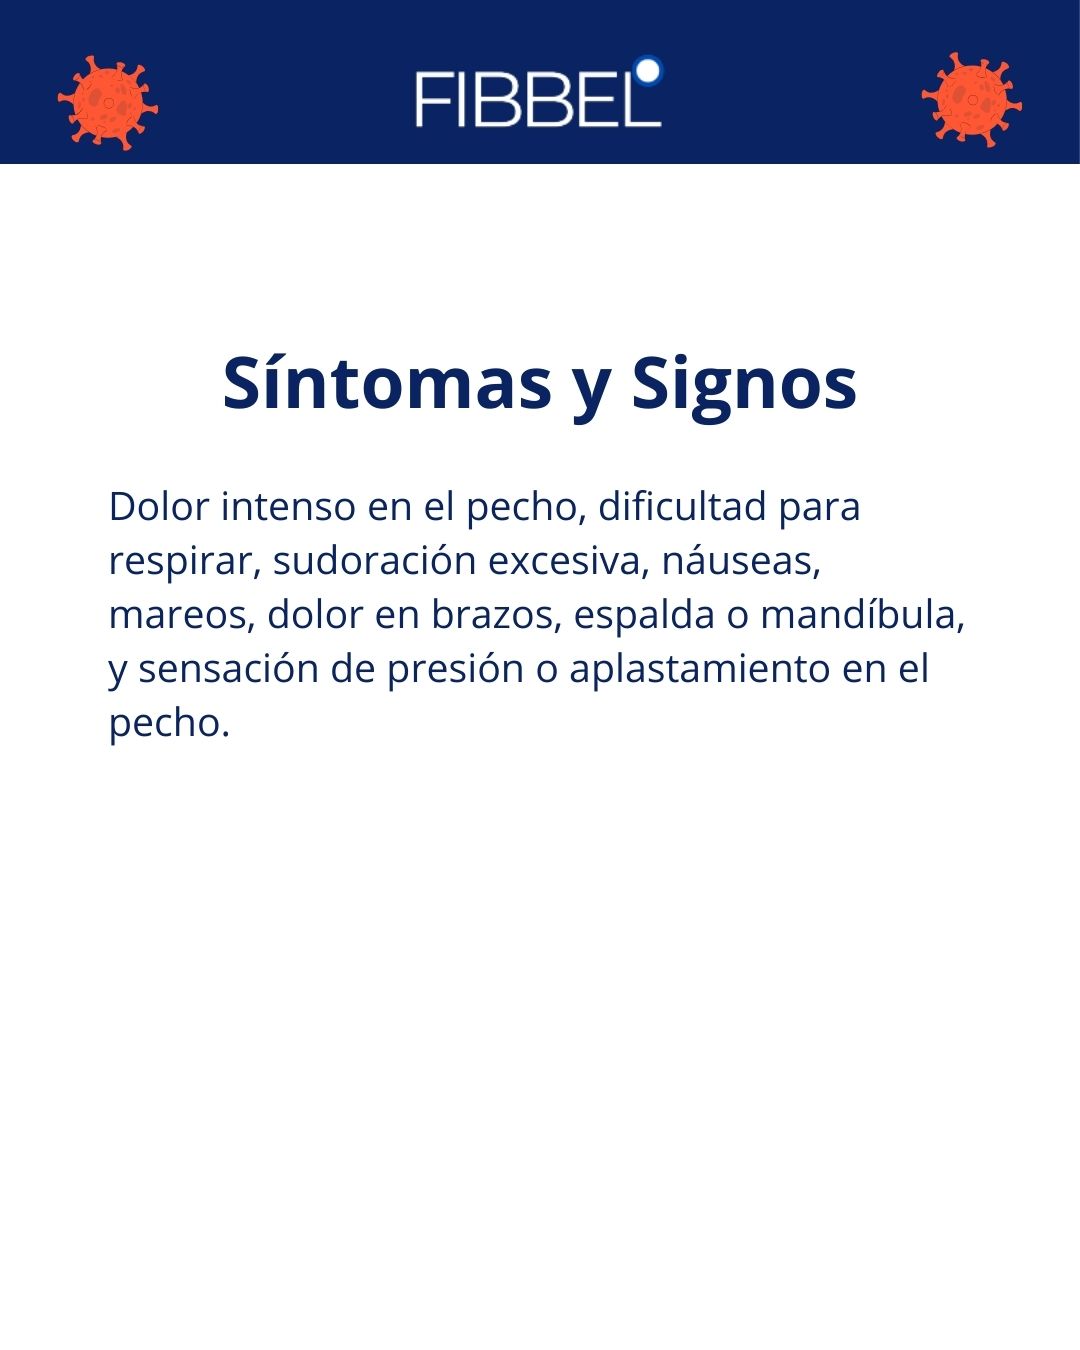 FIBBEL
Síntomas y Signos
Dolor intenso en el pecho, dificultad para
respirar, sudoración excesiva, náuseas,
mareos, dolor en brazos, espalda o mandíbula,
y sensación de presión o aplastamiento en el
pecho.